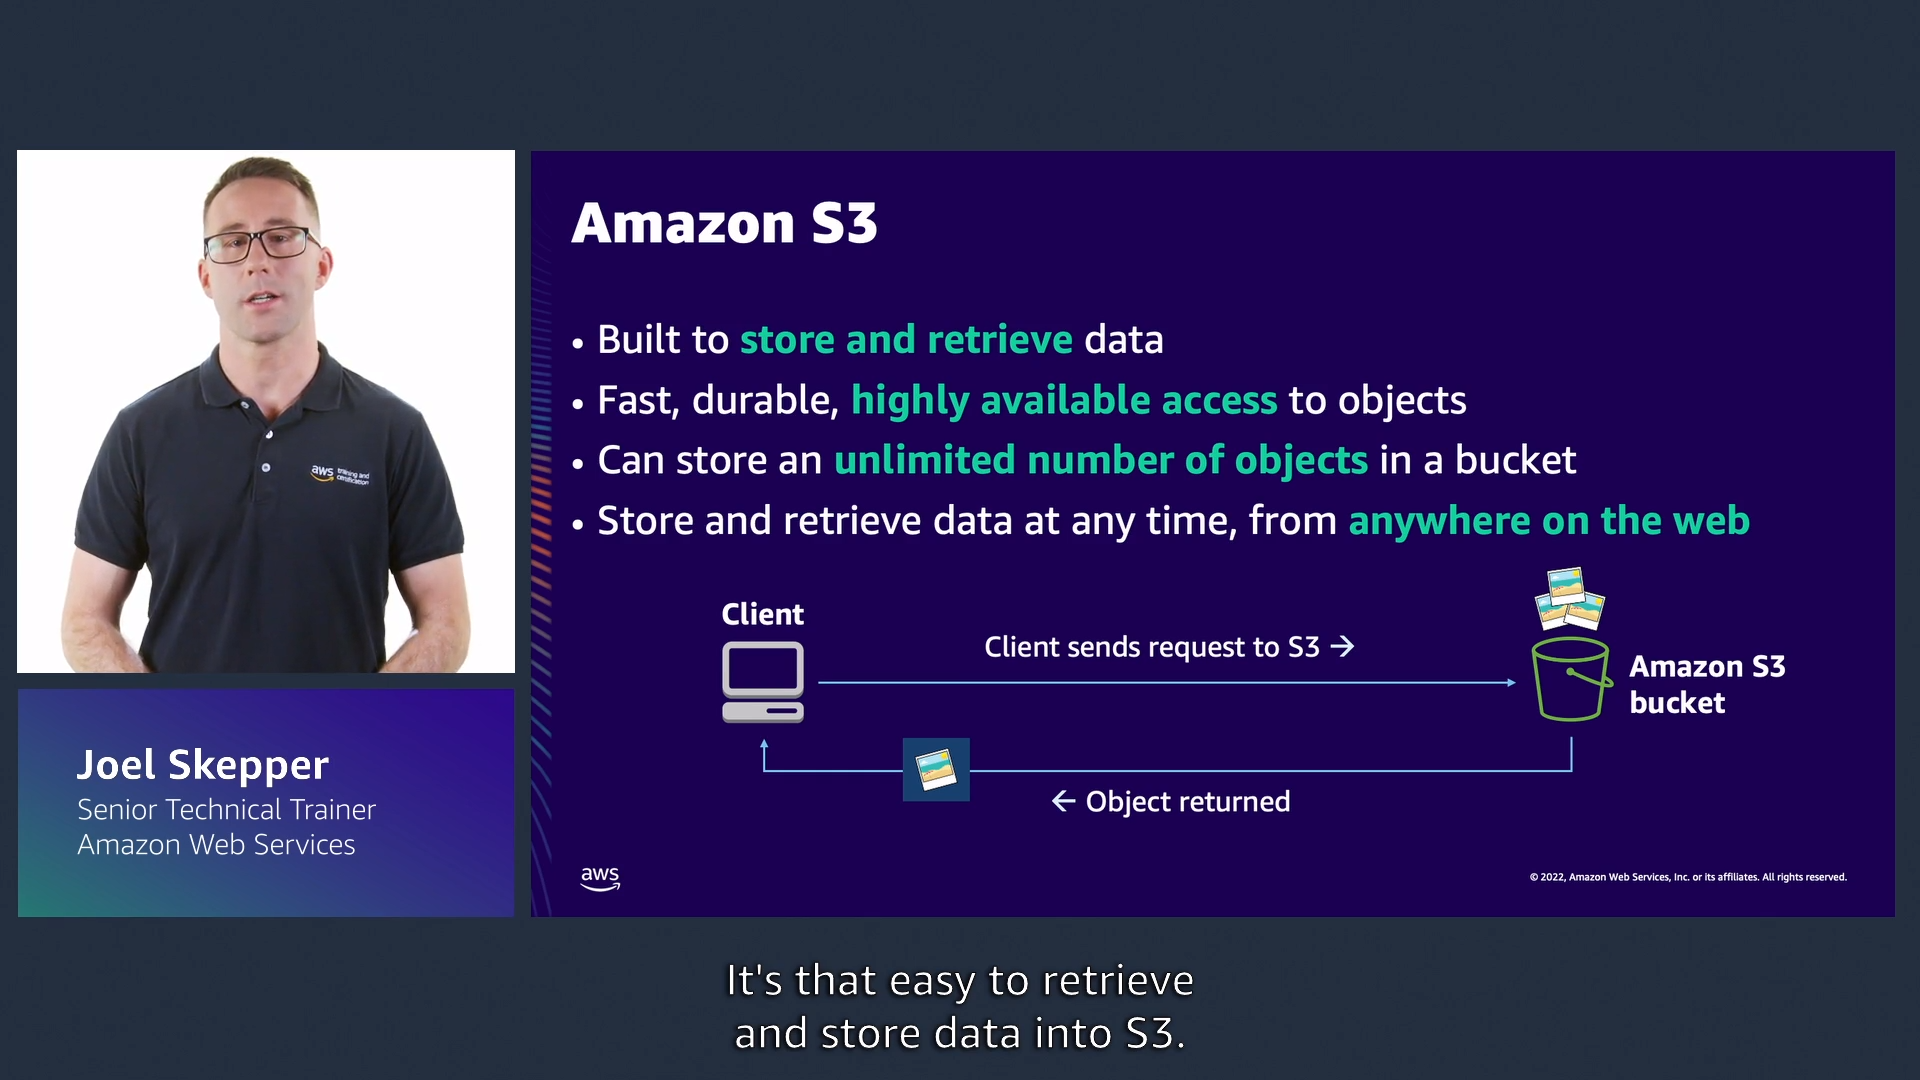 aws training and
certification
Joel Skepper
Senior Technical Trainer
Amazon Web Services
Amazon S3
• Built to store and retrieve data
• Fast, durable, highly available access to objects
• Can store an unlimited number of objects in a bucket
• Store and retrieve data at any time, from anywhere on the web
Client
Client sends request to S3 →
Amazon S3
bucket
← Object returned
aws
© 2022, Amazon Web Services, Inc. or its affiliates. All rights reserved.
It's that easy to retrieve
and store data into S3.